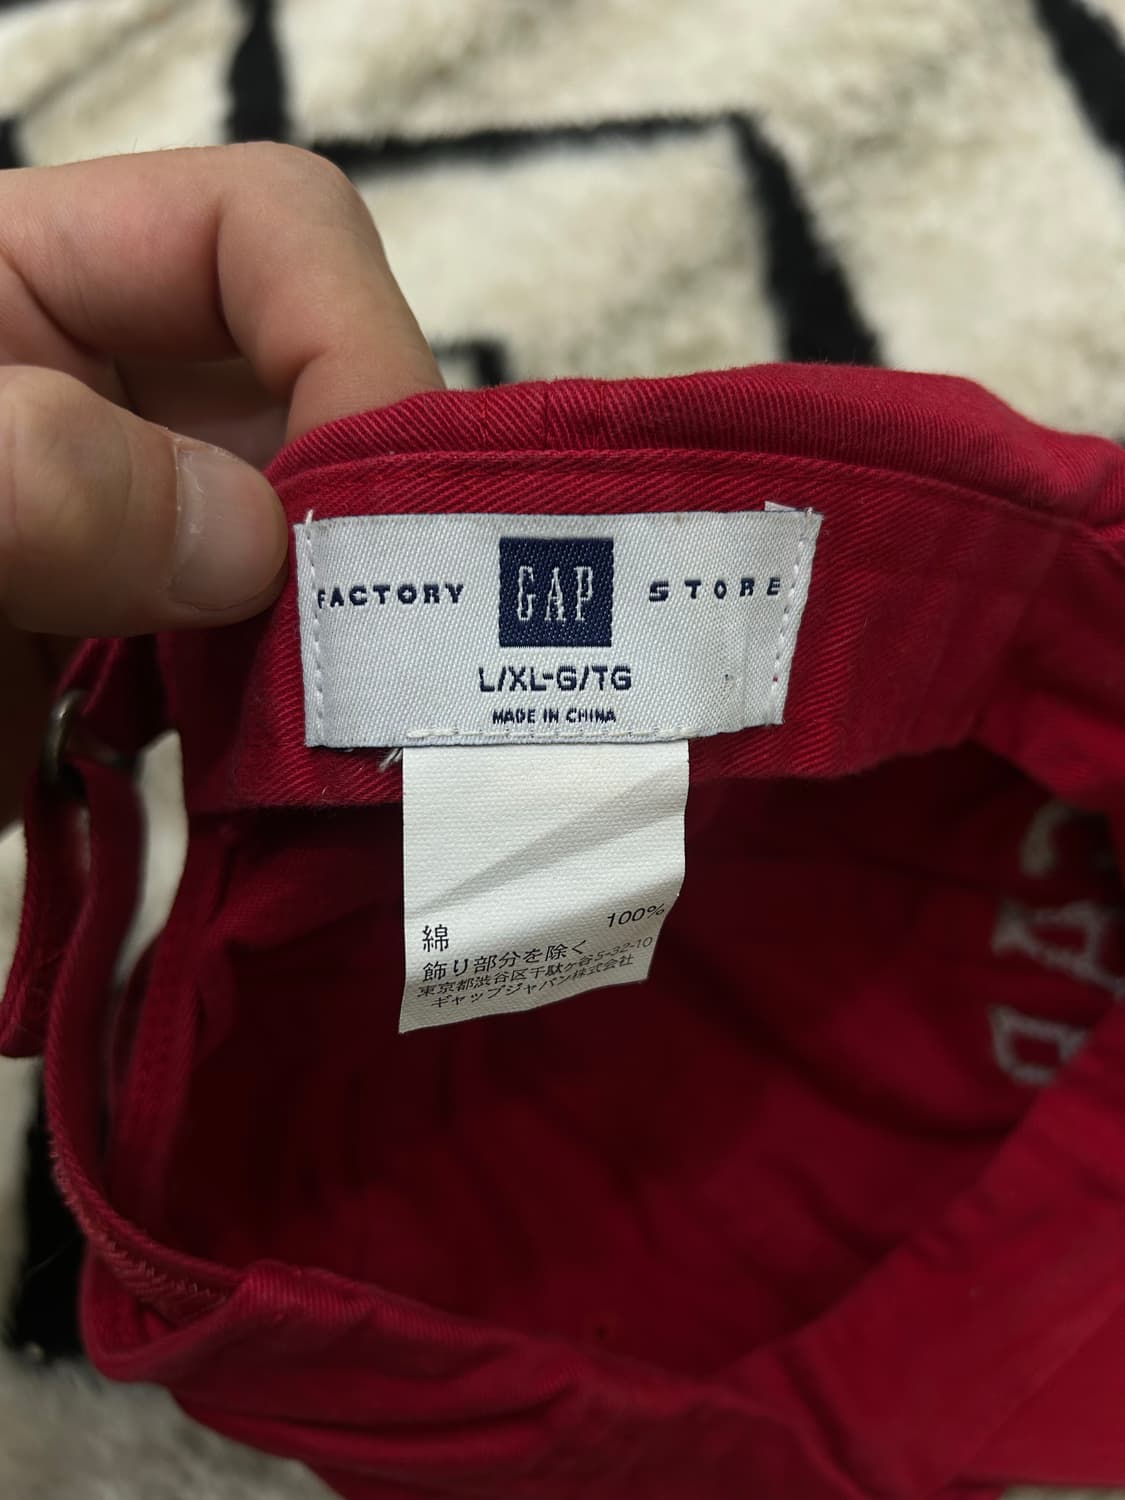 FACTORY GAP STORE
L/XL-G/TG
MADE IN CHINA
綿 100%
飾り部分を除く
東京都渋谷区千駄ケ谷5-32-10
ギャップジャパン株式会社